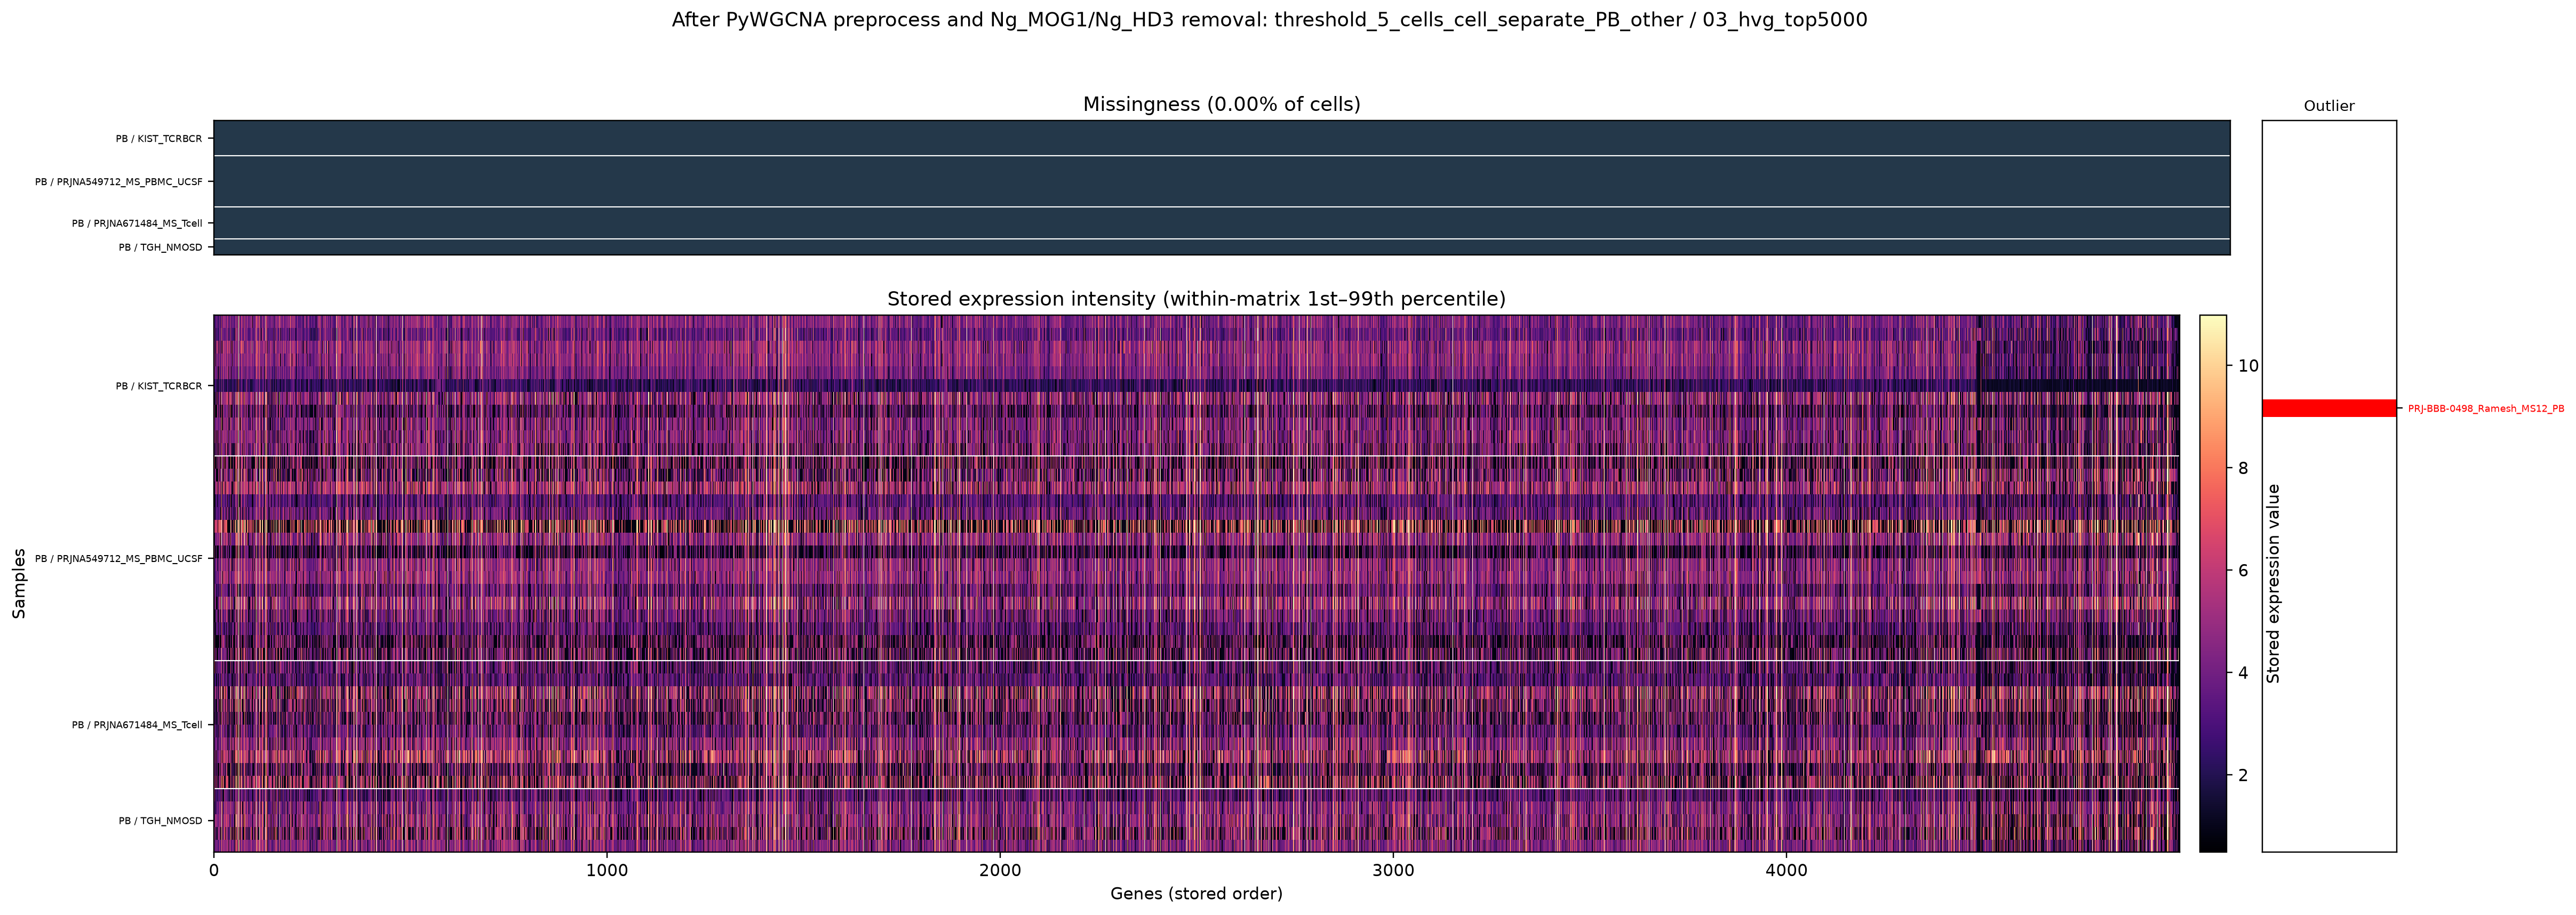 After PyWGCNA preprocess and Ng_MOG1/Ng_HD3 removal: threshold_5_cells_cell_separate_PB_other / 03_hvg_top5000
Missingness (0.00% of cells)
Outlier
PB / KIST_TCRBCR
PB / PRJNA549712_MS_PBMC_UCSF
PB / PRJNA671484_MS_Tcell
PB / TGH_NMOSD
Stored expression intensity (within-matrix 1st–99th percentile)
PB / KIST_TCRBCR
PB / PRJNA549712_MS_PBMC_UCSF
PB / PRJNA671484_MS_Tcell
PB / TGH_NMOSD
Samples
0
1000
2000
3000
4000
Genes (stored order)
10
8
6
4
2
Stored expression value
PRJ-BBB-0498_Ramesh_MS12_PB